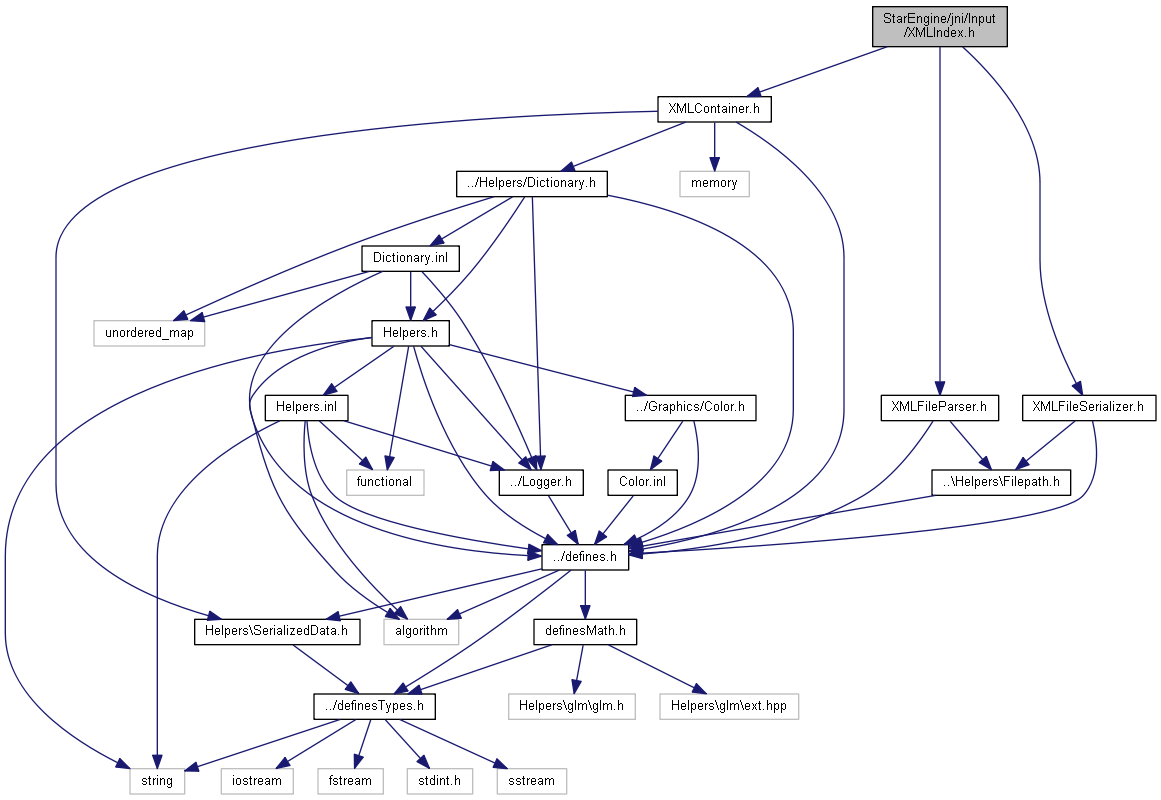 StarEngine/jni/Input
/XMLIndex.h
XMLContainer.h
../Helpers/Dictionary.h
memory
Dictionary.inl
unordered_map
Helpers.h
Helpers.inl
../Graphics/Color.h
XMLFileParser.h
XMLFileSerializer.h
functional
../Logger.h
Color.inl
..\Helpers\Filepath.h
../defines.h
Helpers\SerializedData.h
algorithm
definesMath.h
../definesTypes.h
Helpers\glm\glm.h
Helpers\glm\ext.hpp
string
iostream
fstream
stdint.h
sstream